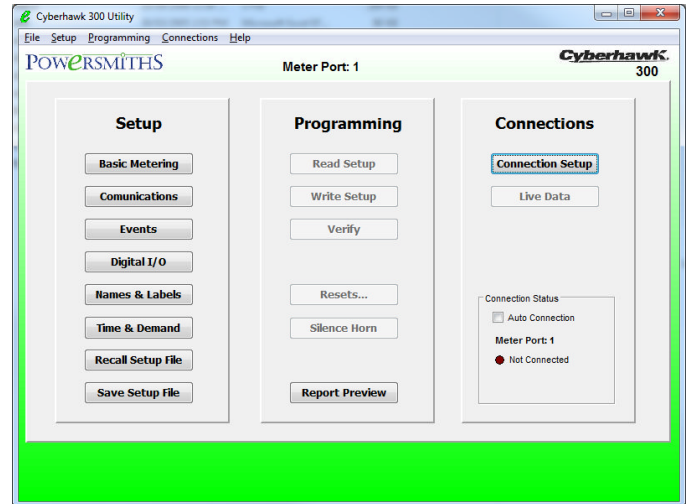 Cyberhawk 300 Utility
File Setup Programming Connections Help
POWeRSMiTHS
Meter Port: 1
CyberhawK.
300
Setup
Basic Metering
Comunications
Events
Digital I/O
Names & Labels
Time & Demand
Recall Setup File
Save Setup File
Programming
Read Setup
Write Setup
Verify
Resets...
Silence Horn
Report Preview
Connections
Connection Setup
Live Data
Connection Status
Auto Connection
Meter Port: 1
Not Connected